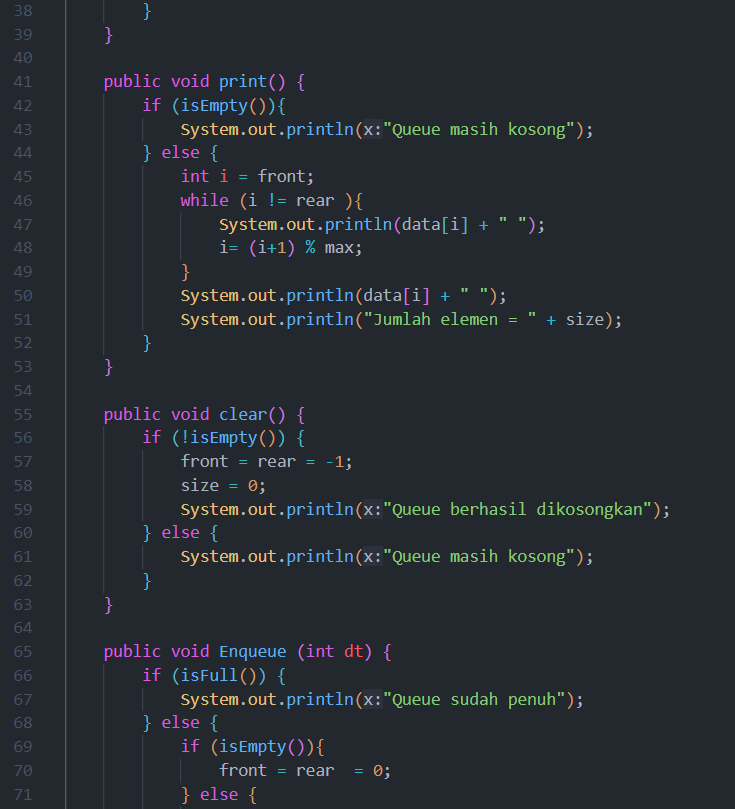 38             }
39         }
40
41         public void print() {
42             if (isEmpty()){
43                 System.out.println(x:"Queue masih kosong");
44             } else {
45                 int i = front;
46                 while (i != rear ){
47                     System.out.println(data[i] + " ");
48                     i= (i+1) % max;
49                 }
50                 System.out.println(data[i] + " ");
51                 System.out.println("Jumlah elemen = " + size);
52             }
53         }
54
55         public void clear() {
56             if (!isEmpty()) {
57                 front = rear = -1;
58                 size = 0;
59                 System.out.println(x:"Queue berhasil dikosongkan");
60             } else {
61                 System.out.println(x:"Queue masih kosong");
62             }
63         }
64
65         public void Enqueue (int dt) {
66             if (isFull()) {
67                 System.out.println(x:"Queue sudah penuh");
68             } else {
69                 if (isEmpty()){
70                     front = rear  = 0;
71                 } else {